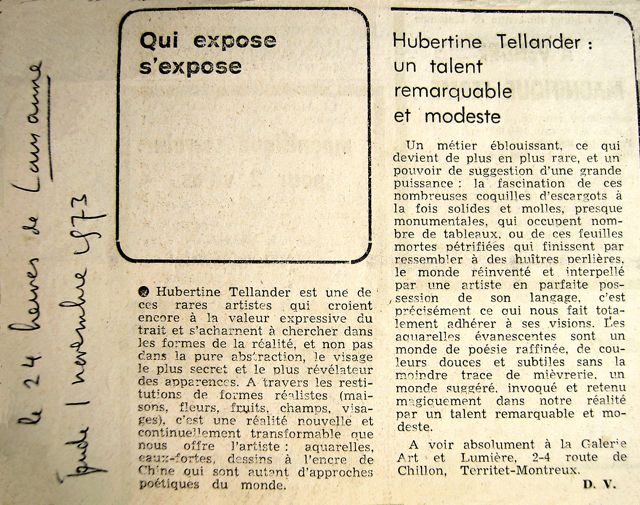 le 24 heures de Lausanne
jeudi 1 novembre 1973
Qui expose
s'expose
Hubertine Tellander est une de
ces rares artistes qui croient
encore à la valeur expressive du
trait et s'acharnent à chercher dans
les formes de la réalité, et non pas
dans la pure abstraction, le visage
le plus secret et le plus révélateur
des apparences. A travers les resti-
tutions de formes réalistes (mai-
sons, fleurs, fruits, champs, visa-
ges), c'est une réalité nouvelle et
continuellement transformable que
nous offre l'artiste : aquarelles,
eaux-fortes, dessins à l'encre de
Chine qui sont autant d'approches
poétiques du monde.
Hubertine Tellander :
un talent
remarquable
et modeste
Un métier éblouissant, ce qui
devient de plus en plus rare, et un
pouvoir de suggestion d'une grande
puissance : la fascination de ces
nombreuses coquilles d'escargots à
la fois solides et molles, presque
monumentales, qui occupent nom-
bre de tableaux, ou de ces feuilles
mortes pétrifiées qui finissent par
ressembler à des huîtres perlières,
le monde réinventé et interpellé
par une artiste en parfaite pos-
session de son langage, c'est
précisément ce qui nous fait tota-
lement adhérer à ses visions. Les
aquarelles évanescentes sont un
monde de poésie raffinée, de cou-
leurs douces et subtiles sans la
moindre trace de mièvrerie, un
monde suggéré, invoqué et retenu
magiquement dans notre réalité
par un talent remarquable et mo-
deste.
A voir absolument à la Galerie
Art et Lumière, 2-4 route de
Chillon, Territet-Montreux.
D. V.